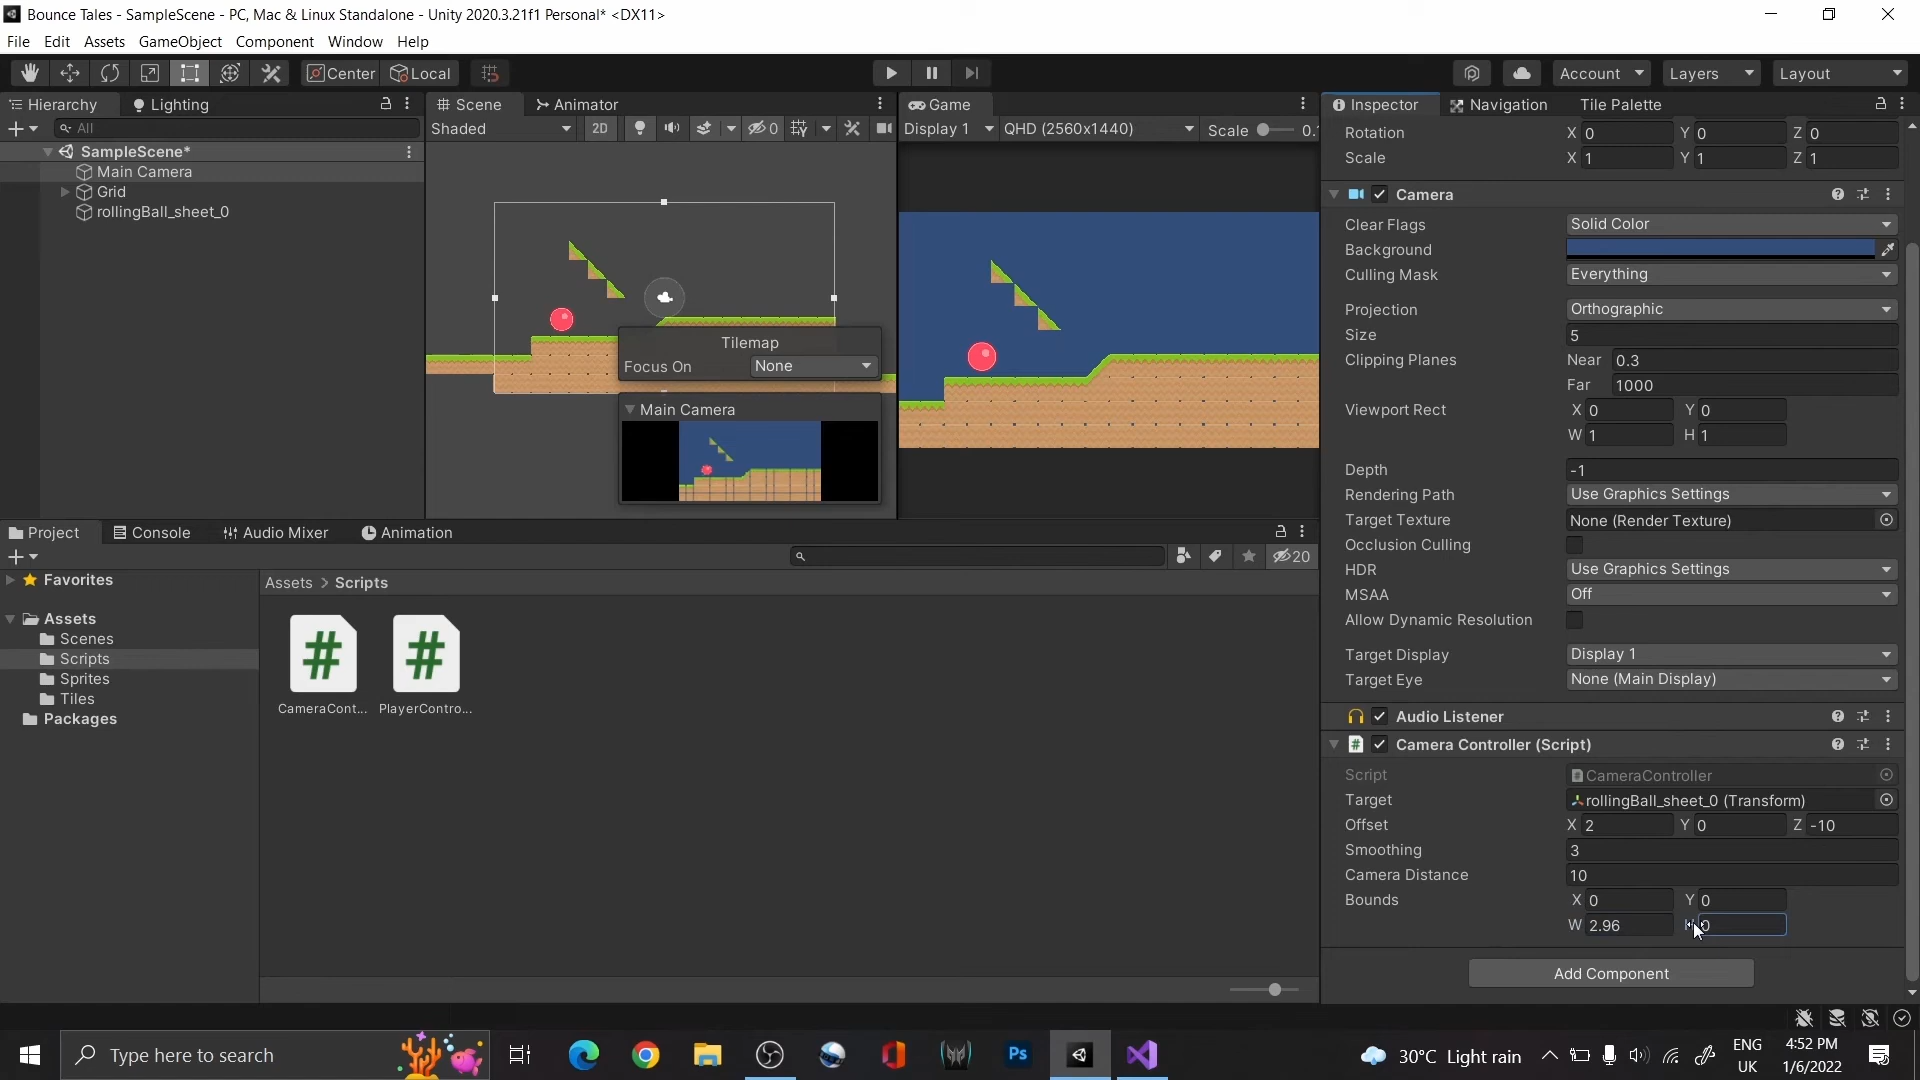 Bounce Tales - SampleScene - PC, Mac & Linux Standalone - Unity 2020.3.21f1 Personal* <DX11>
File Edit Assets GameObject Component Window Help
Center Local Account Layers Layout
Hierarchy Lighting
All
SampleScene*
Main Camera
Grid
rollingBall_sheet_0
Scene Animator
Shaded 2D 0
Tilemap
Focus On None
Main Camera
Game
Display 1 QHD (2560x1440) Scale 0.
Inspector Navigation Tile Palette
Rotation X 0 Y 0 Z 0
Scale X 1 Y 1 Z 1
Camera
Clear Flags Solid Color
Background
Culling Mask Everything
Projection Orthographic
Size 5
Clipping Planes Near 0.3
Far 1000
Viewport Rect X 0 Y 0
W 1 H 1
Depth -1
Rendering Path Use Graphics Settings
Target Texture None (Render Texture)
Occlusion Culling
HDR Use Graphics Settings
MSAA Off
Allow Dynamic Resolution
Target Display Display 1
Target Eye None (Main Display)
Audio Listener
Camera Controller (Script)
Script CameraController
Target rollingBall_sheet_0 (Transform)
Offset X 2 Y 0 Z -10
Smoothing 3
Camera Distance 10
Bounds X 0 Y 0
W 2.96 H 0
Add Component
Project Console Audio Mixer Animation
20
Favorites
Assets
Scenes
Scripts
Sprites
Tiles
Packages
Assets > Scripts
CameraCont... PlayerContro...
Type here to search
Ps
30°C Light rain
ENG
UK
4:52 PM
1/6/2022